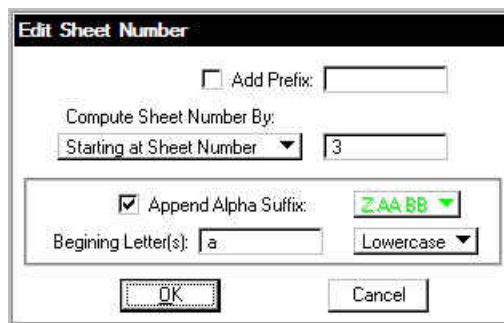 Edit Sheet Number
Add Prefix:
Compute Sheet Number By:
Starting at Sheet Number 3
Append Alpha Suffix: Z.AA BB
Begining Letter(s): a Lowercase
OK Cancel